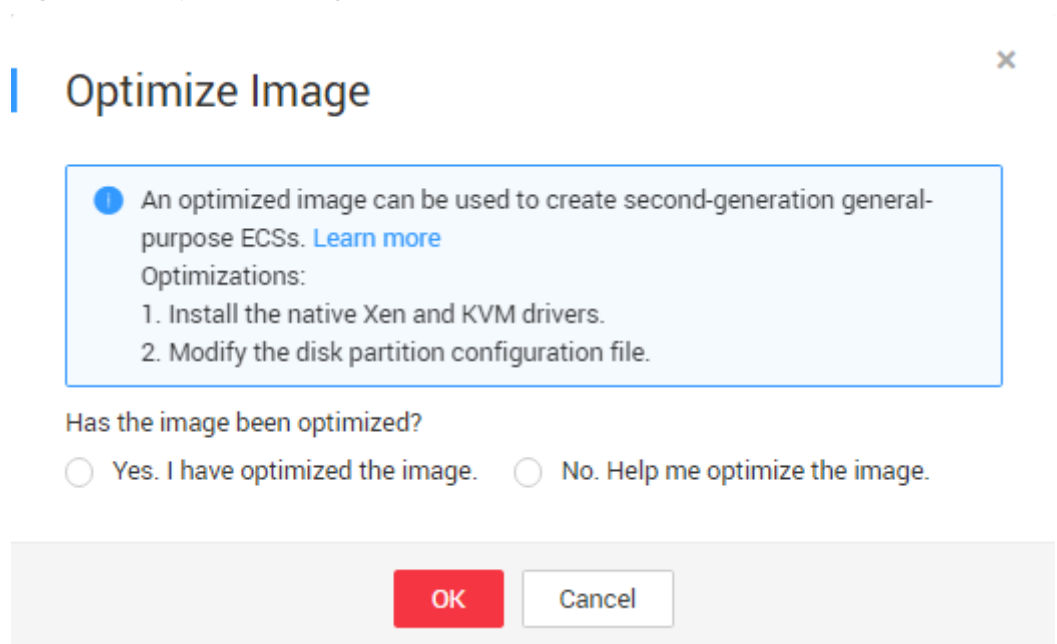 Optimize Image
An optimized image can be used to create second-generation general-
purpose ECSs. Learn more
Optimizations:
1. Install the native Xen and KVM drivers.
2. Modify the disk partition configuration file.
Has the image been optimized?
Yes. I have optimized the image. No. Help me optimize the image.
OK Cancel